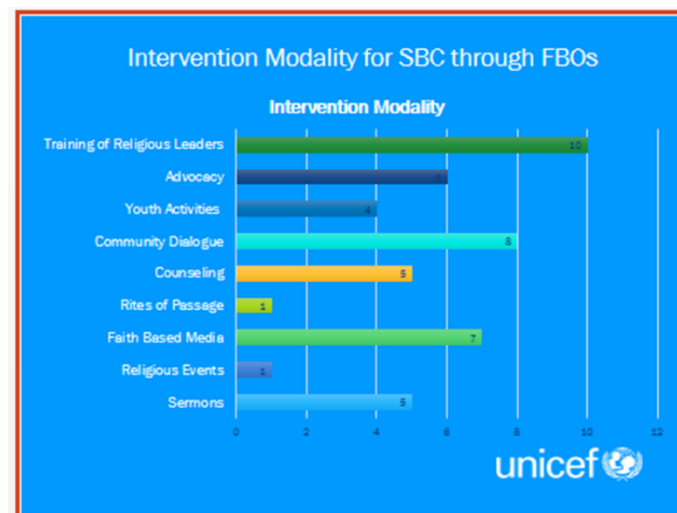 Intervention Modality for SBC through FBOs
Intervention Modality
Training of Religious Leaders 10
Advocacy 6
Youth Activities 4
Community Dialogue 8
Counseling 5
Rites of Passage 1
Faith Based Media 7
Religious Events 1
Sermons 5
0 2 4 6 8 10 12
unicef